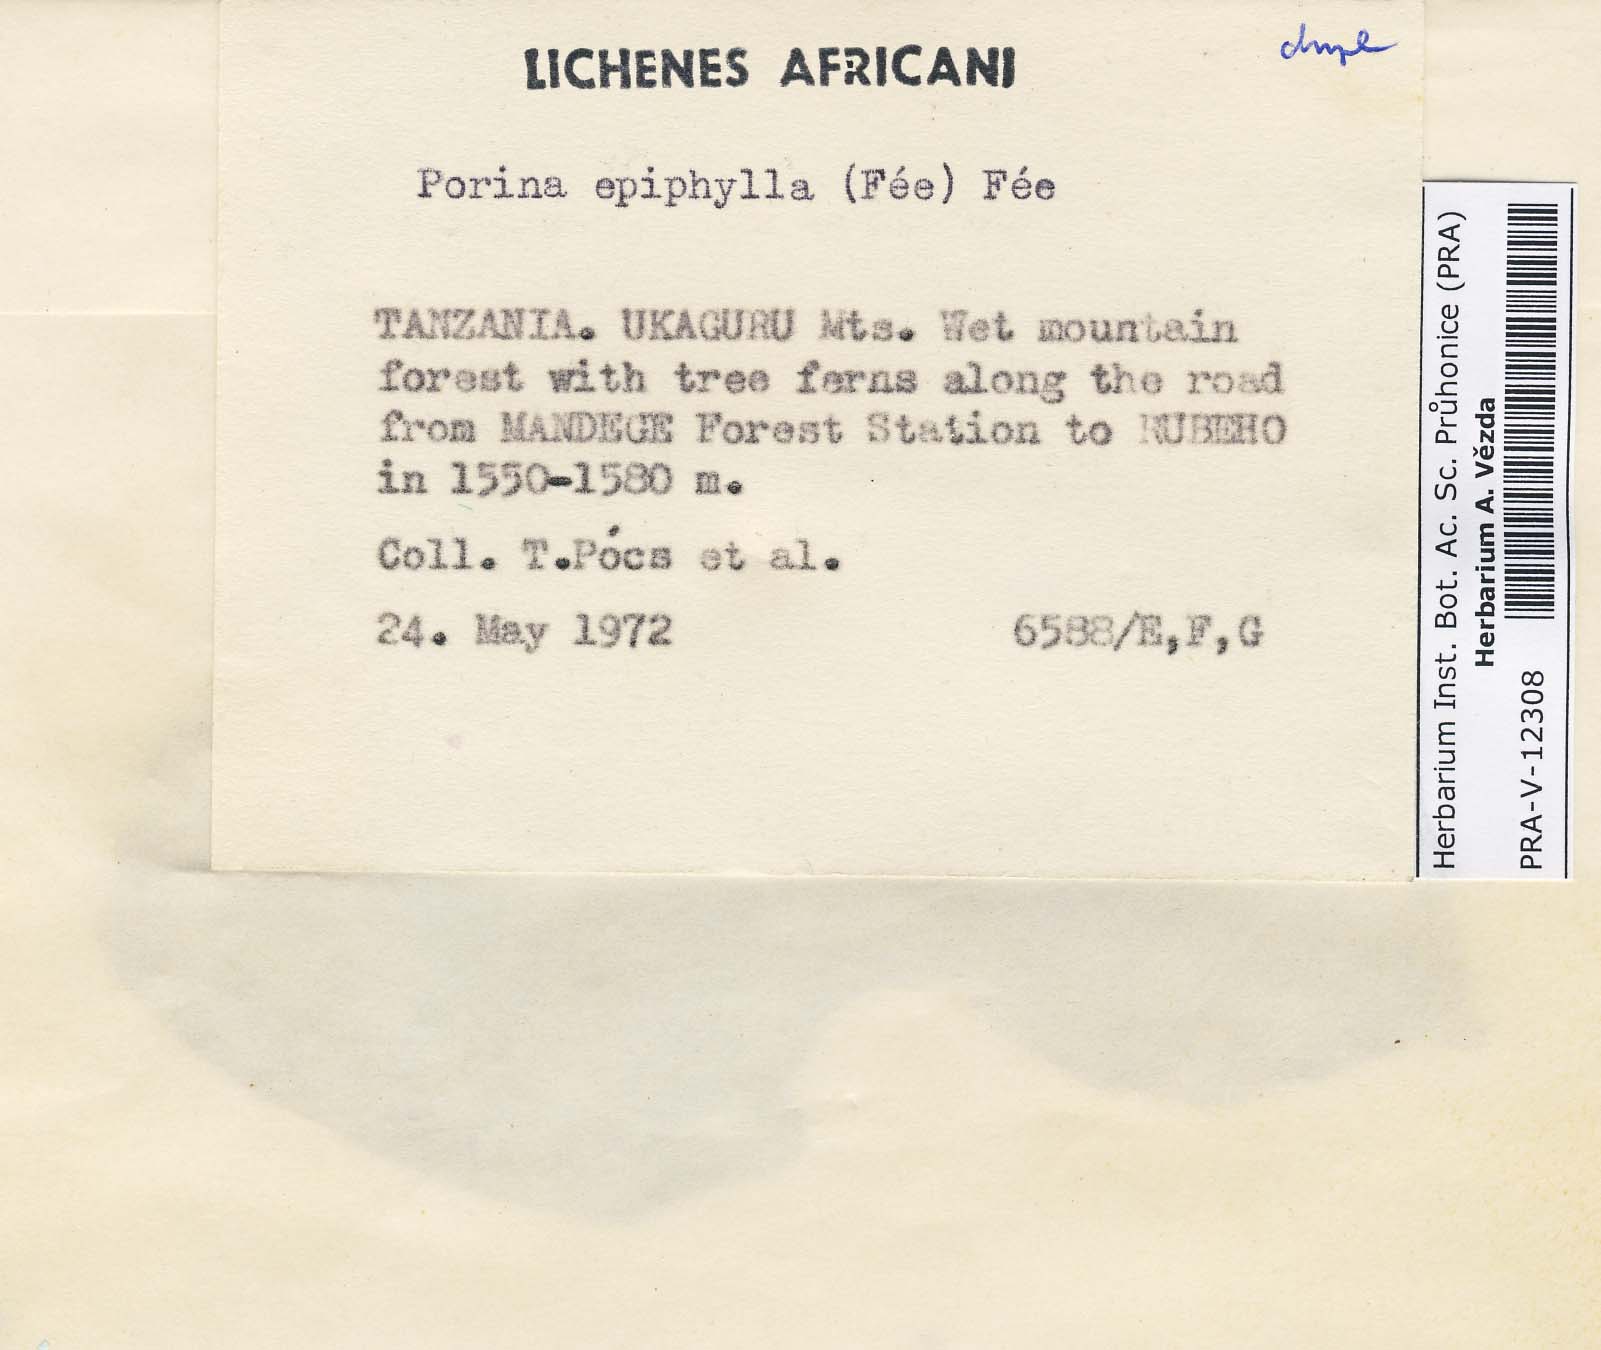 dupl
LICHENES AFRICANI
Porina epiphylla (Fée) Fée
TANZANIA. UKAGURU Mts. Wet mountain
forest with tree ferns along the road
from MANDEGE Forest Station to RUBEHO
in 1550-1580 m.
Coll. T.Pócs et al.
24. May 1972 6588/E,F,G
Herbarium Inst. Bot. Ac. Sc. Průhonice (PRA)
Herbarium A. Vězda
PRA-V-12308